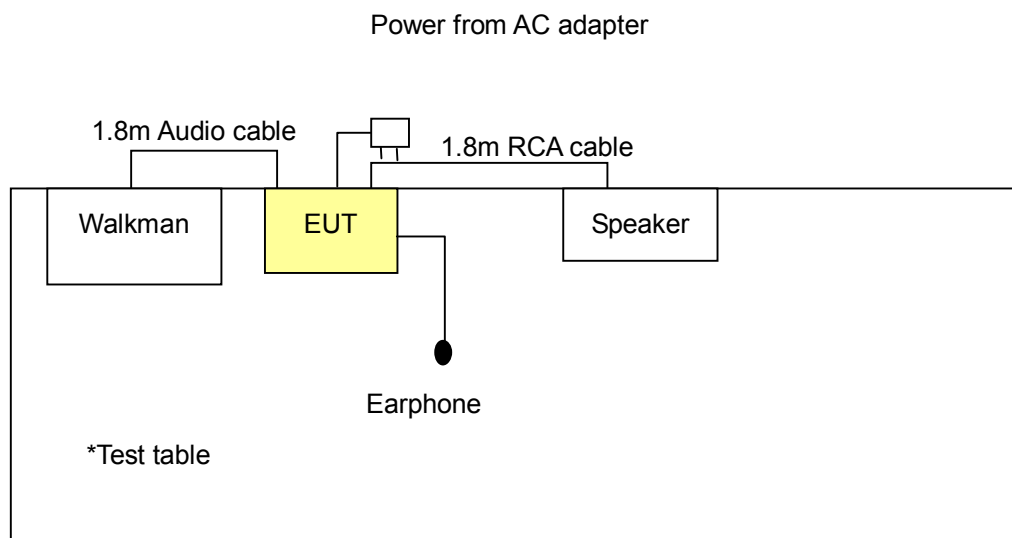 Power from AC adapter
1.8m Audio cable
1.8m RCA cable
Walkman
EUT
Speaker
Earphone
*Test table